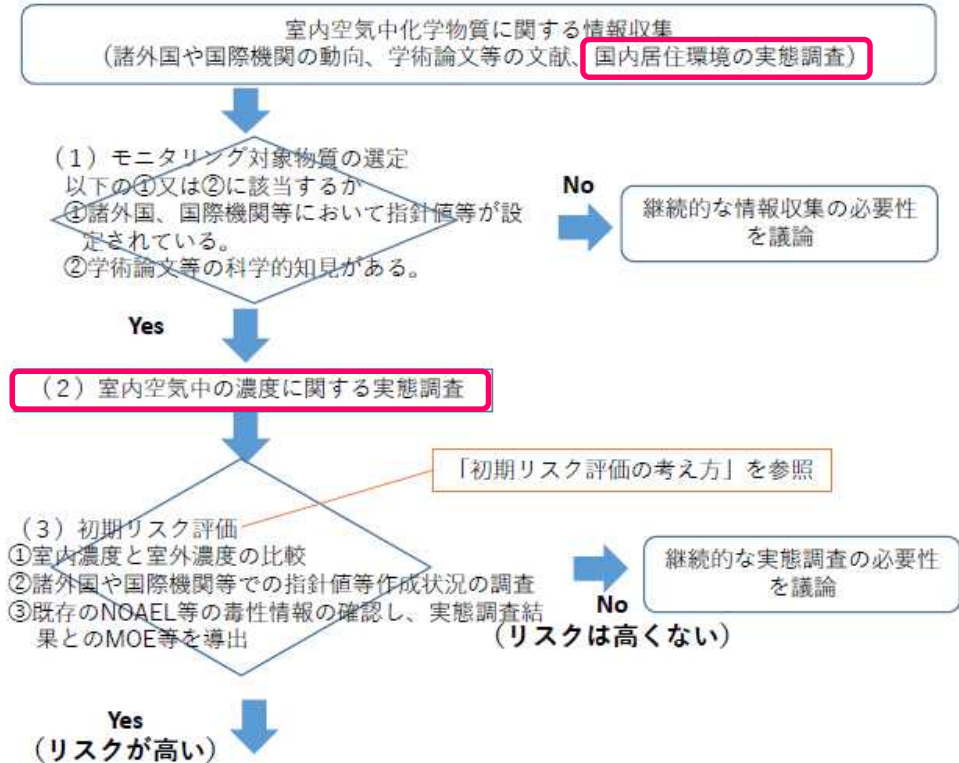 室内空気中化学物質に関する情報収集
(諸外国や国際機関の動向、学術論文等の文献、国内居住環境の実態調査)
(1)モニタリング対象物質の選定
以下の①又は②に該当するか
①諸外国、国際機関等において指針値等が設
定されている。
②学術論文等の科学的知見がある。
No
継続的な情報収集の必要性
を議論
Yes
(2)室内空気中の濃度に関する実態調査
「初期リスク評価の考え方」を参照
(3)初期リスク評価
①室内濃度と室外濃度の比較
②諸外国や国際機関等での指針値等作成状況の調査
③既存のNOAEL等の毒性情報の確認し、実態調査結
果とのMOE等を導出
No
(リスクは高くない)
継続的な実態調査の必要性
を議論
Yes
(リスクが高い)